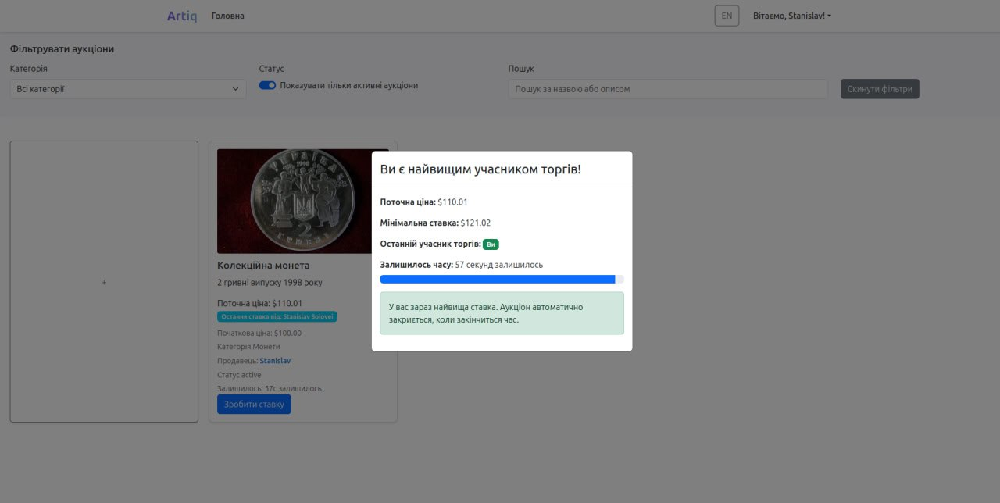 Artiq
Головна
EN
Вітаємо, Stanislav!
Фільтрувати аукціони
Категорія
Всі категорії
Статус
Показувати тільки активні аукціони
Пошук
Пошук за назвою або описом
Скинути фільтри
+
УКРАЇНА
1998
2
ГРИВНІ
Колекційна монета
2 гривні випуску 1998 року
Поточна ціна: $110.01
Остання ставка від: Stanislav Solovei
Початкова ціна: $100.00
Категорія Монети
Продавець: Stanislav
Статус active
Залишилось: 57с залишилось
Зробити ставку
Ви є найвищим учасником торгів!
Поточна ціна: $110.01
Мінімальна ставка: $121.02
Останній учасник торгів: Ви
Залишилось часу: 57 секунд залишилось
У вас зараз найвища ставка. Аукціон автоматично
закриється, коли закінчиться час.